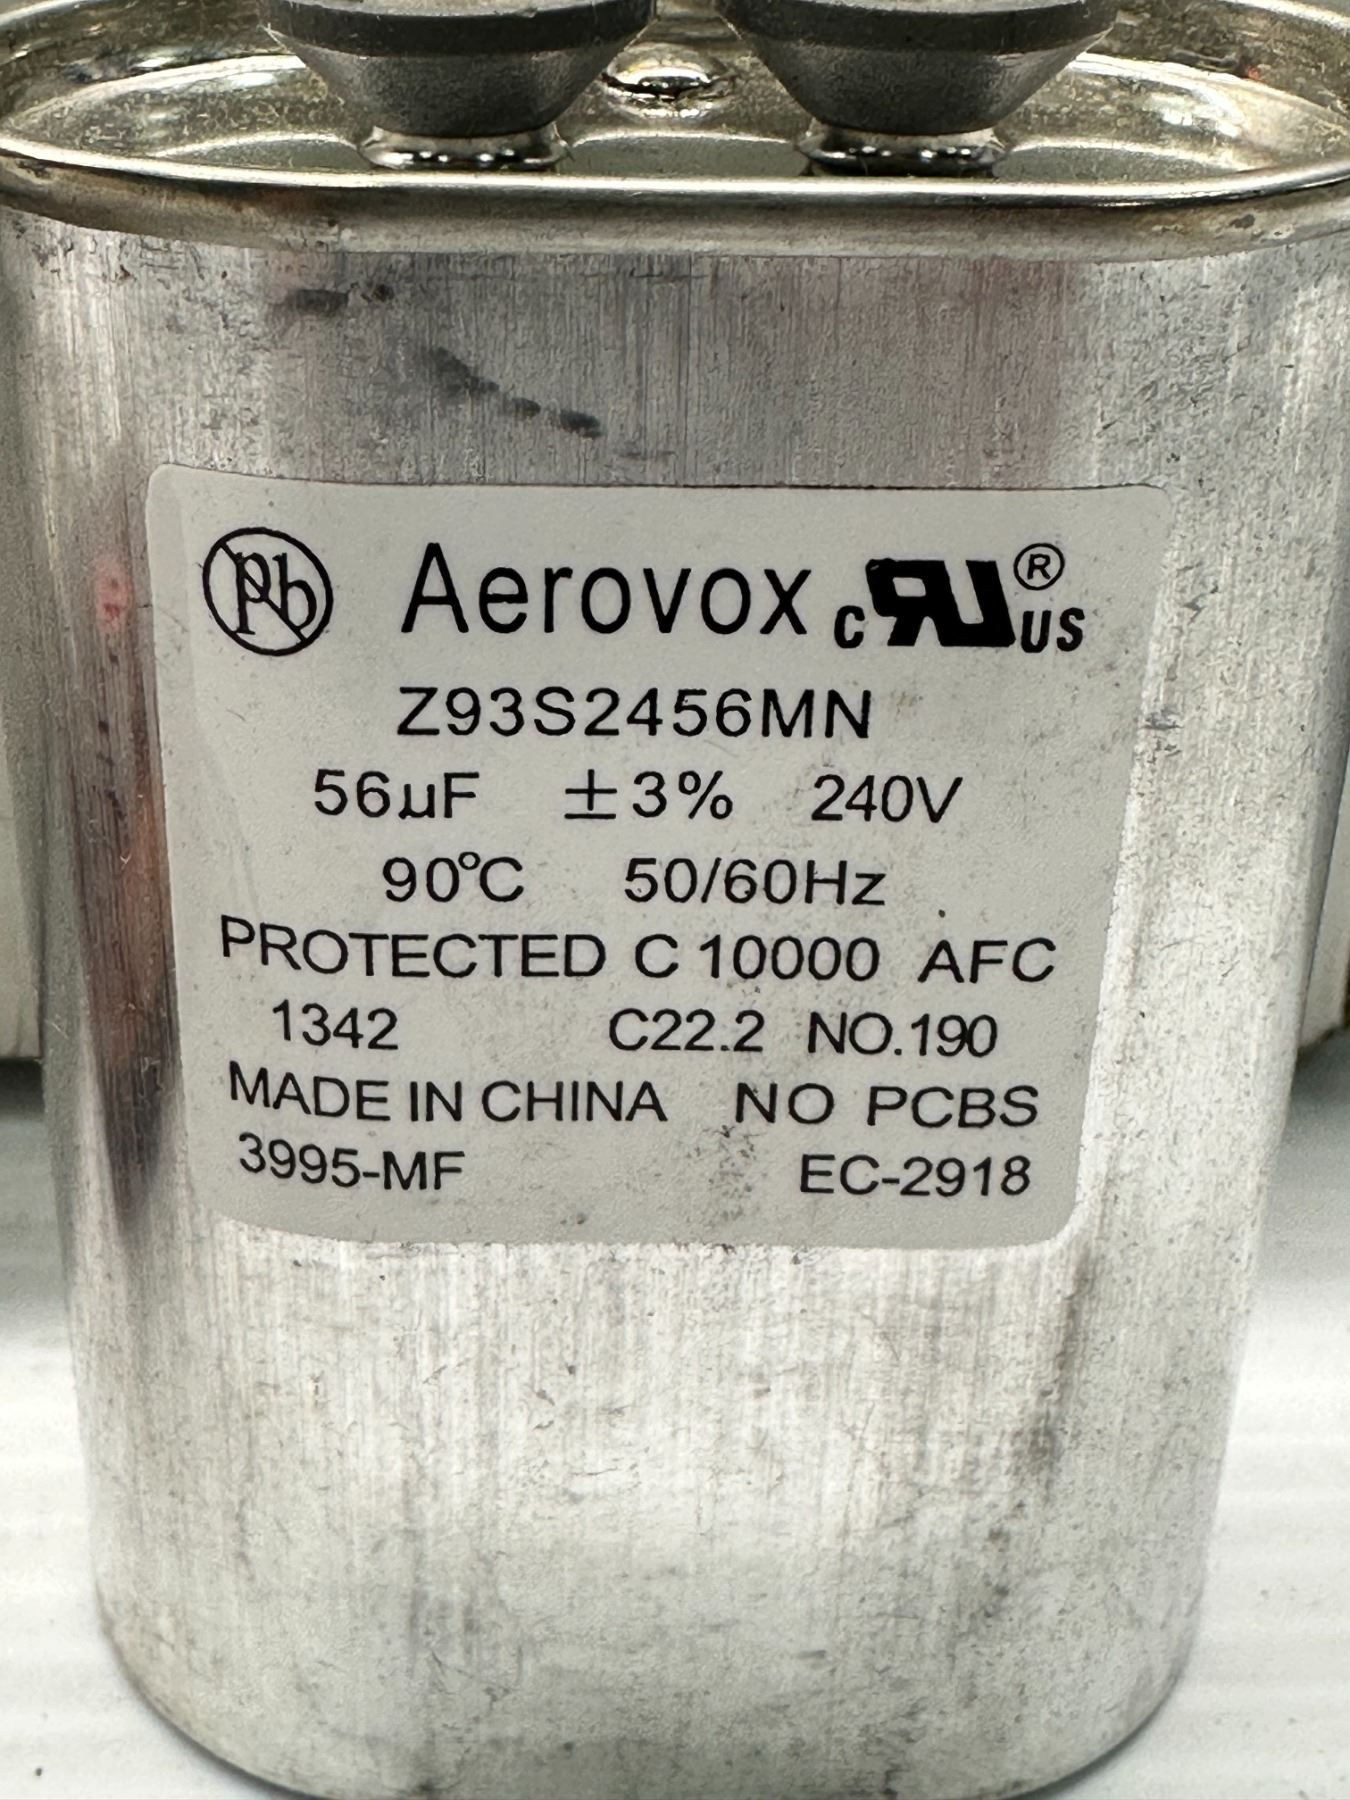 Pb Aerovox c RU ® US
Z93S2456MN
56µF ±3% 240V
90°C 50/60Hz
PROTECTED C 10000 AFC
1342 C22.2 NO.190
MADE IN CHINA NO PCBS
3995-MF EC-2918